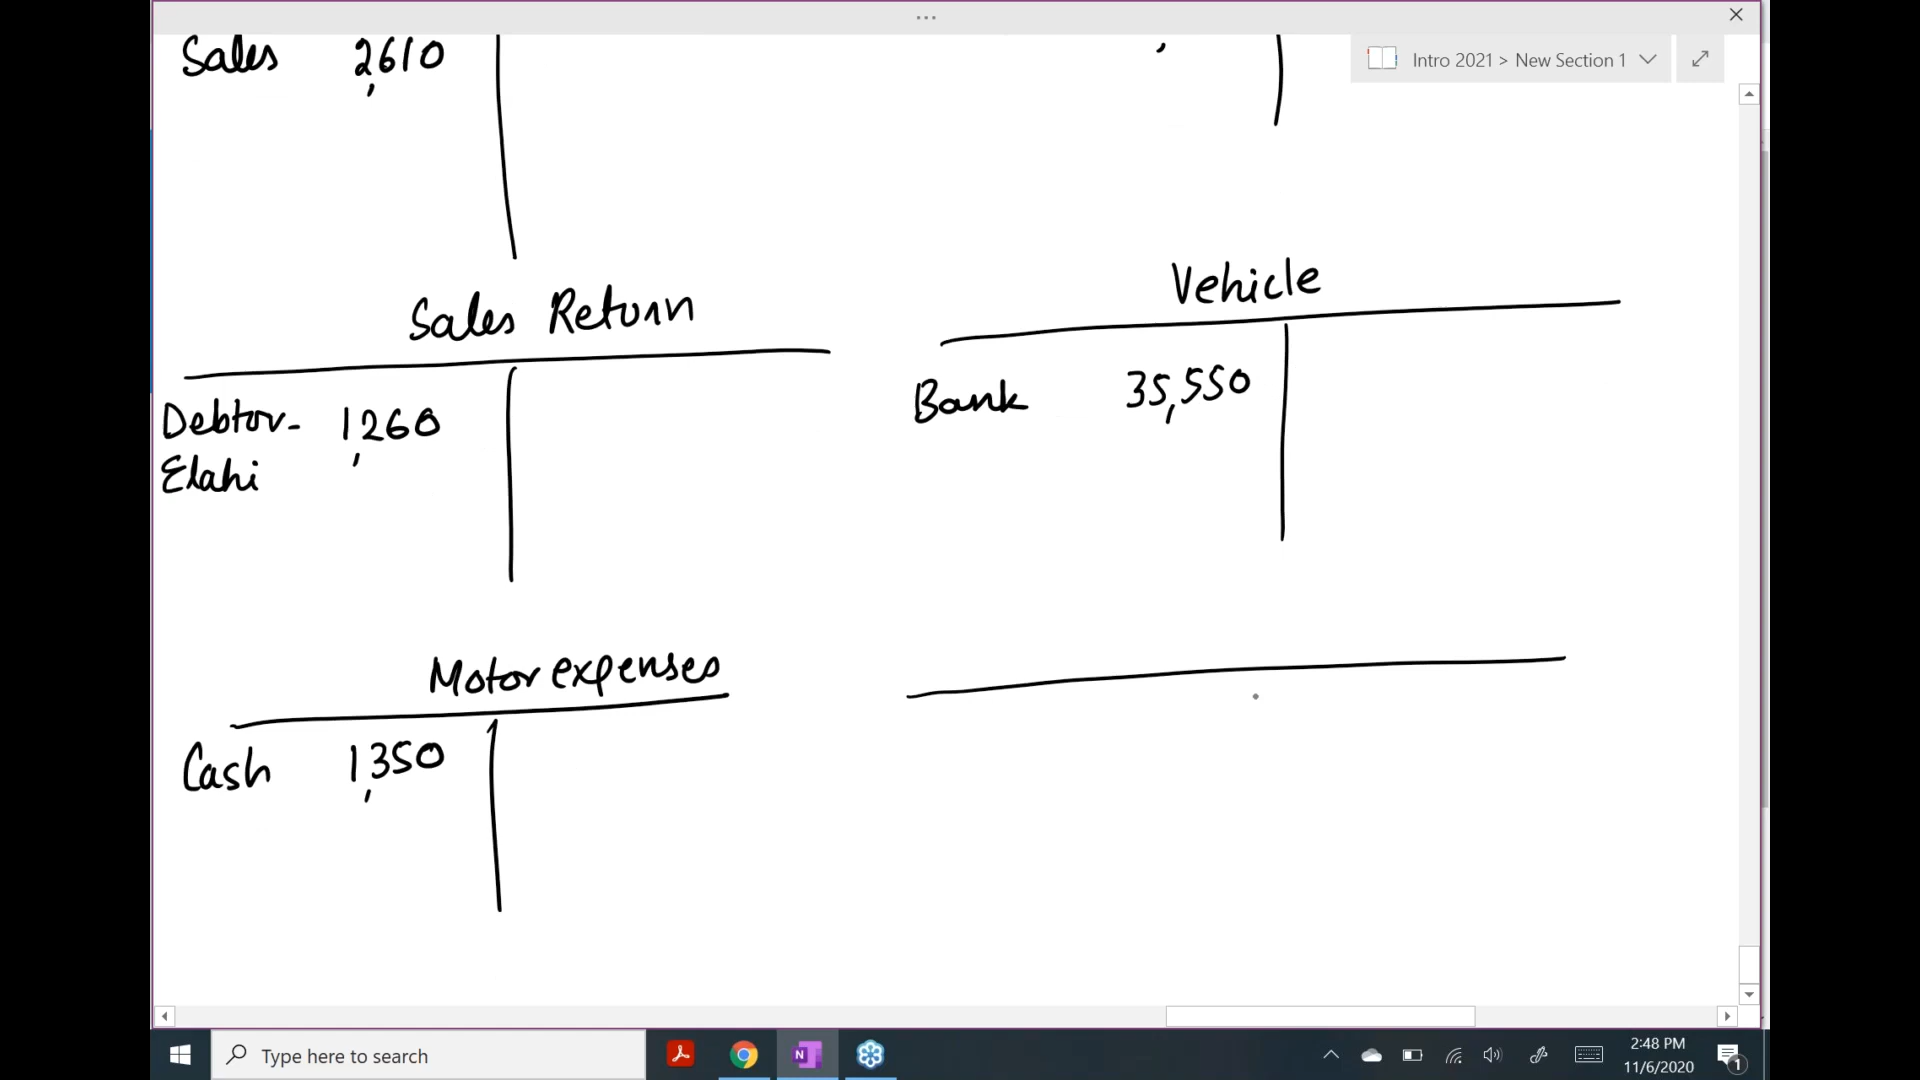 Intro 2021 > New Section 1
Sales 2,610
Sales Return
Debtor- 1,260
Elahi
Vehicle
Bank 35,550
Motor expenses
Cash 1,350
Type here to search
N
2:48 PM
11/6/2020
1